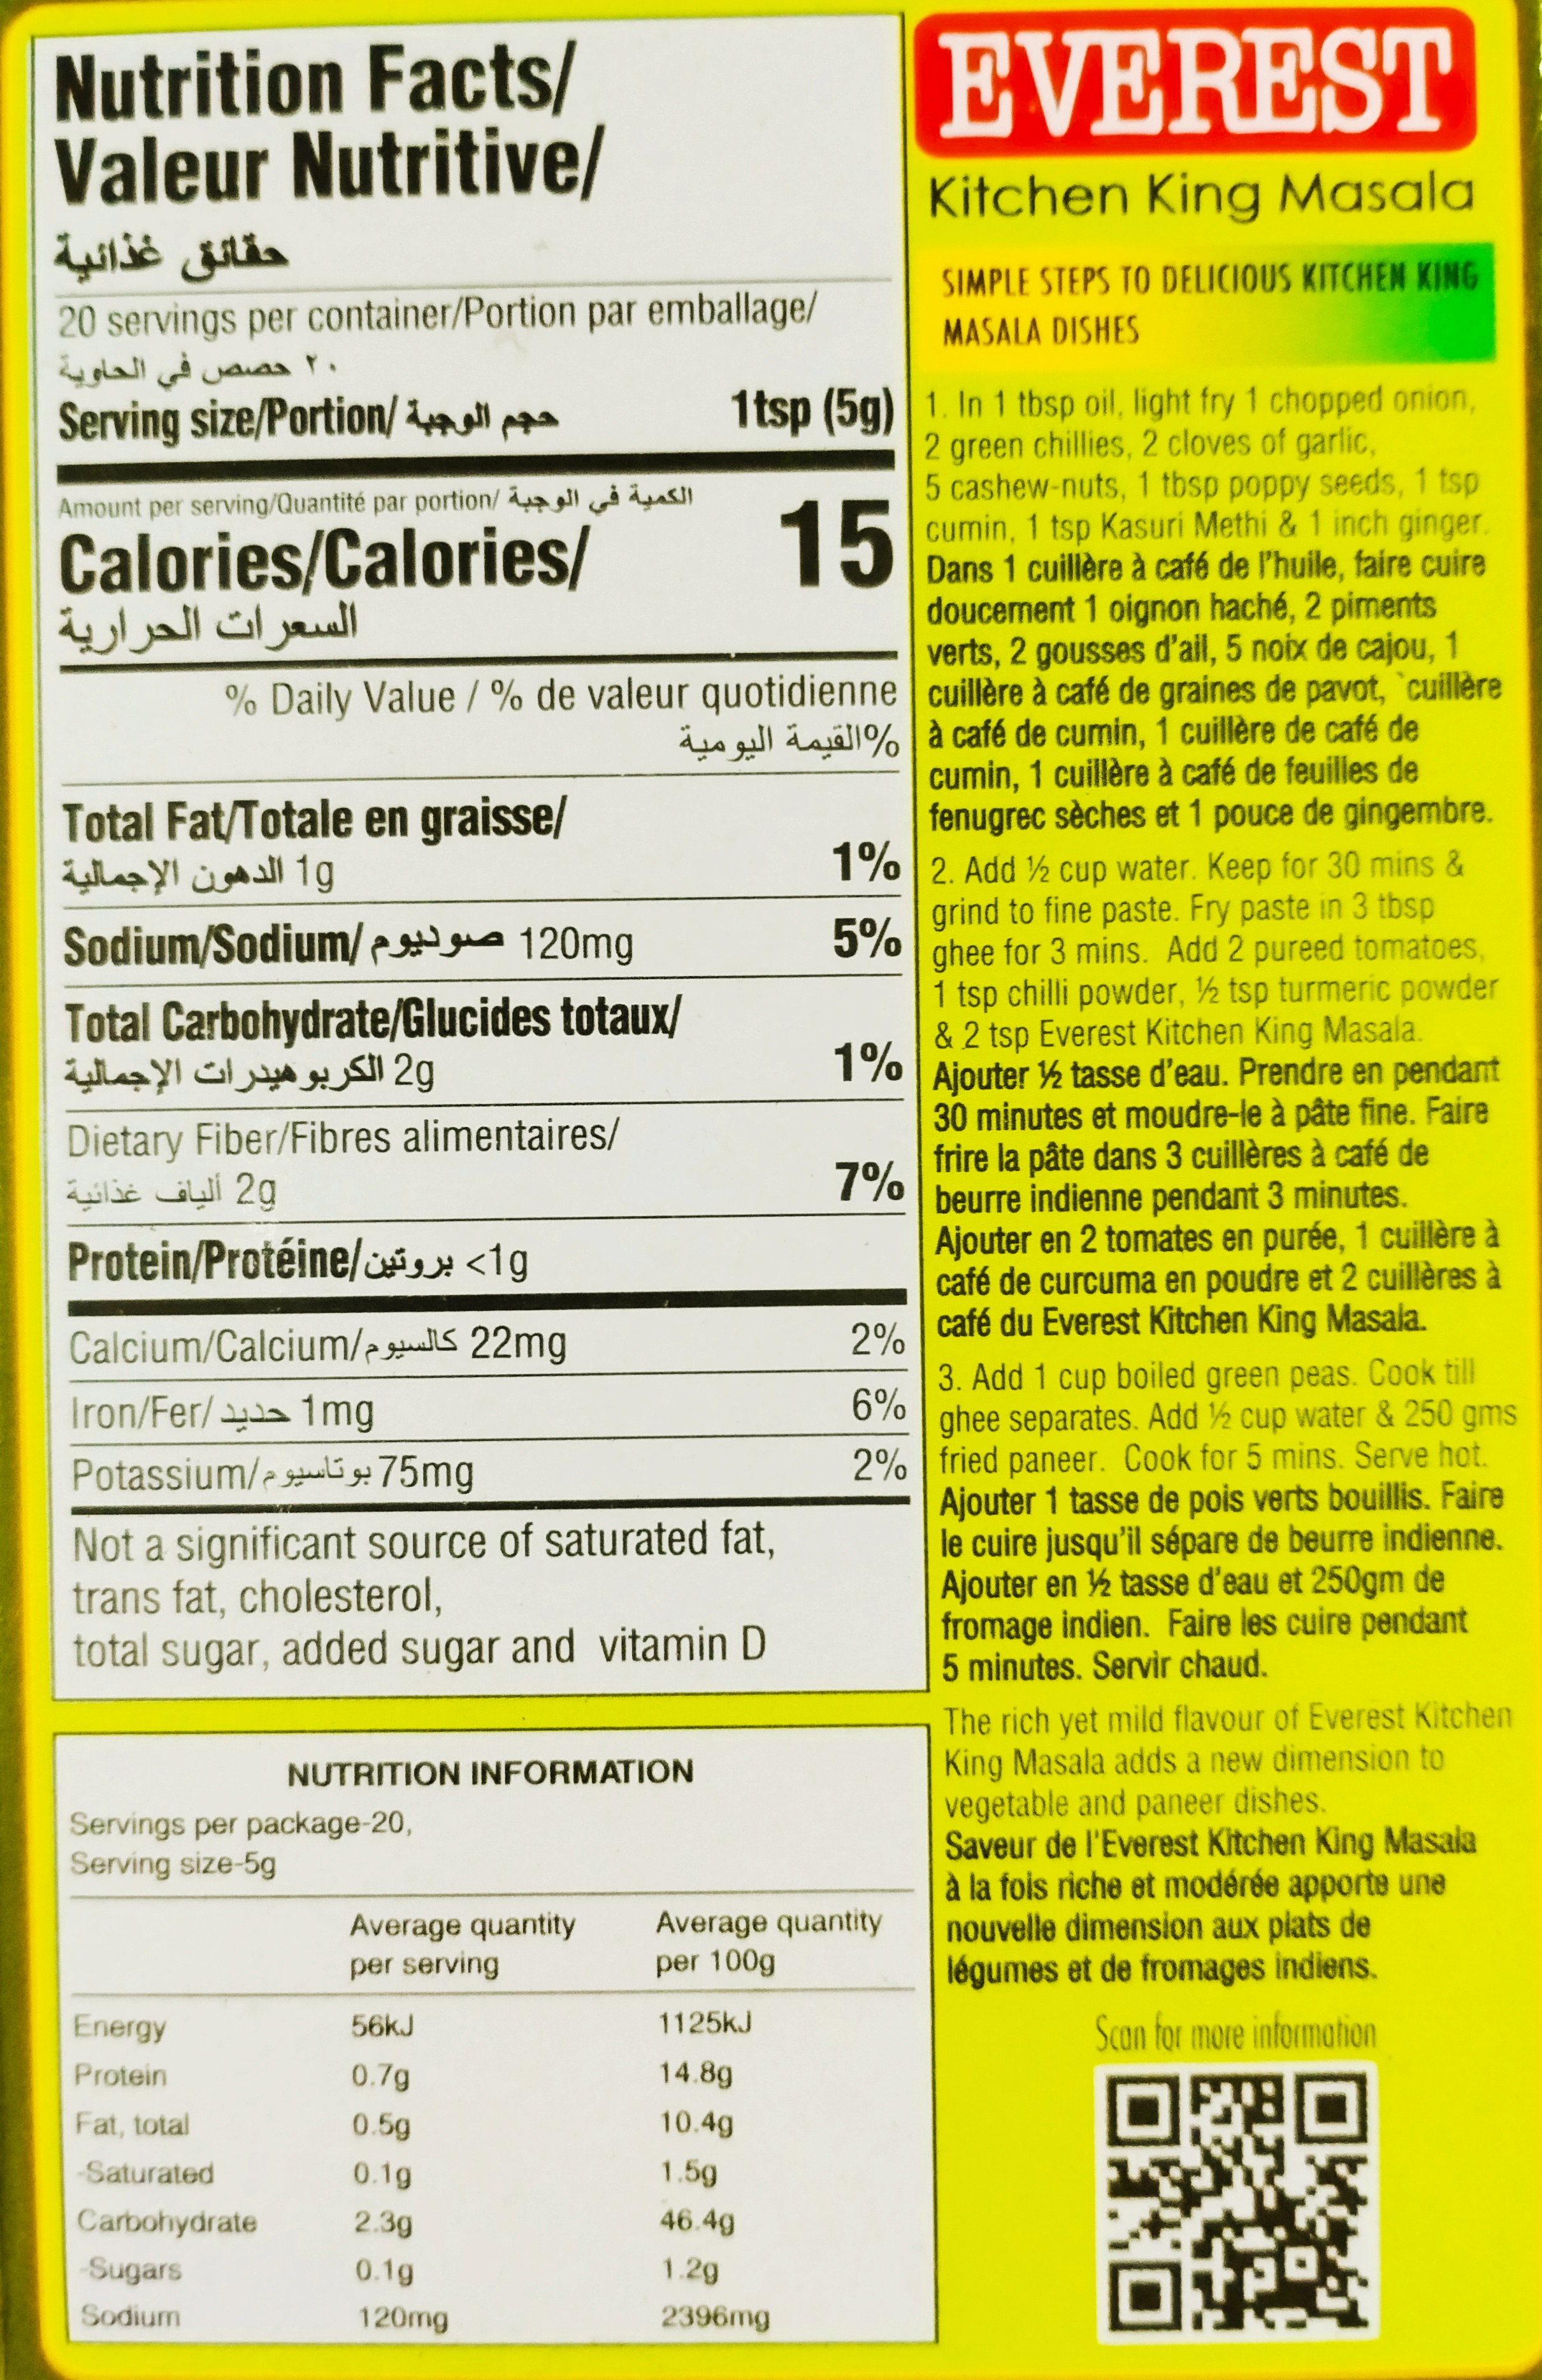 Nutrition Facts/
Valeur Nutritive/
حقائق غذائية
20 servings per container/Portion par emballage/
٢٠ حصص في الحاوية
Serving size/Portion/ حجم الوجبة 1tsp (5g)
Amount per serving/Quantité par portion/ الكمية في الوجبة
Calories/Calories/ 15
السعرات الحرارية
% Daily Value / % de valeur quotidienne
%القيمة اليومية
Total Fat/Totale en graisse/
الدهون الإجمالية 1g 1%
Sodium/Sodium/ صوديوم 120mg 5%
Total Carbohydrate/Glucides totaux/
الكربوهيدرات الإجمالية 2g 1%
Dietary Fiber/Fibres alimentaires/
ألياف غذائية 2g 7%
Protein/Protéine/ بروتين <1g
Calcium/Calcium/ كالسيوم 22mg 2%
Iron/Fer/ حديد 1mg 6%
Potassium/ بوتاسيوم 75mg 2%
Not a significant source of saturated fat,
trans fat, cholesterol,
total sugar, added sugar and vitamin D
NUTRITION INFORMATION
Servings per package-20,
Serving size-5g
Average quantity Average quantity
per serving per 100g
Energy 56kJ 1125kJ
Protein 0.7g 14.8g
Fat, total 0.5g 10.4g
-Saturated 0.1g 1.5g
Carbohydrate 2.3g 46.4g
-Sugars 0.1g 1.2g
Sodium 120mg 2396mg
EVEREST
Kitchen King Masala
SIMPLE STEPS TO DELICIOUS KITCHEN KING
MASALA DISHES
1. In 1 tbsp oil, light fry 1 chopped onion,
2 green chillies, 2 cloves of garlic,
5 cashew-nuts, 1 tbsp poppy seeds, 1 tsp
cumin, 1 tsp Kasuri Methi & 1 inch ginger.
Dans 1 cuillère à café de l'huile, faire cuire
doucement 1 oignon haché, 2 piments
verts, 2 gousses d'ail, 5 noix de cajou, 1
cuillère à café de graines de pavot, `cuillère
à café de cumin, 1 cuillère de café de
cumin, 1 cuillère à café de feuilles de
fenugrec sèches et 1 pouce de gingembre.
2. Add ½ cup water. Keep for 30 mins &
grind to fine paste. Fry paste in 3 tbsp
ghee for 3 mins. Add 2 pureed tomatoes,
1 tsp chilli powder, ½ tsp turmeric powder
& 2 tsp Everest Kitchen King Masala.
Ajouter ½ tasse d'eau. Prendre en pendant
30 minutes et moudre-le à pâte fine. Faire
frire la pâte dans 3 cuillères à café de
beurre indienne pendant 3 minutes.
Ajouter en 2 tomates en purée, 1 cuillère à
café de curcuma en poudre et 2 cuillères à
café du Everest Kitchen King Masala.
3. Add 1 cup boiled green peas. Cook till
ghee separates. Add ½ cup water & 250 gms
fried paneer. Cook for 5 mins. Serve hot.
Ajouter 1 tasse de pois verts bouillis. Faire
le cuire jusqu'il sépare de beurre indienne.
Ajouter en ½ tasse d'eau et 250gm de
fromage indien. Faire les cuire pendant
5 minutes. Servir chaud.
The rich yet mild flavour of Everest Kitchen
King Masala adds a new dimension to
vegetable and paneer dishes.
Saveur de l'Everest Kitchen King Masala
à la fois riche et modérée apporte une
nouvelle dimension aux plats de
légumes et de fromages indiens.
Scan for more information